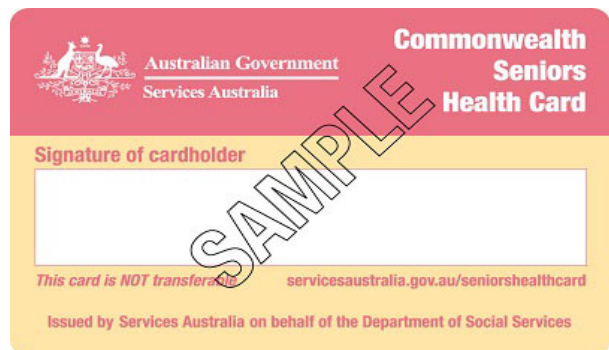 Australian Government
Services Australia
Commonwealth
Seniors
Health Card
Signature of cardholder
SAMPLE
This card is NOT transferable
servicesaustralia.gov.au/seniorshealthcard
Issued by Services Australia on behalf of the Department of Social Services